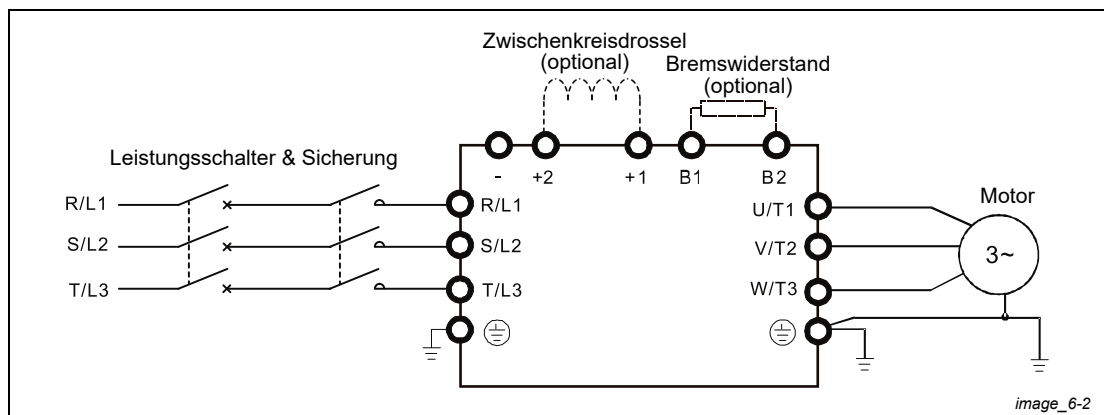 Zwischenkreisdrossel
(optional)
Bremswiderstand
(optional)
Leistungsschalter & Sicherung
- +2 +1 B1 B2
Motor
R/L1 R/L1 U/T1
S/L2 S/L2 V/T2 3~
T/L3 T/L3 W/T3
image_6-2